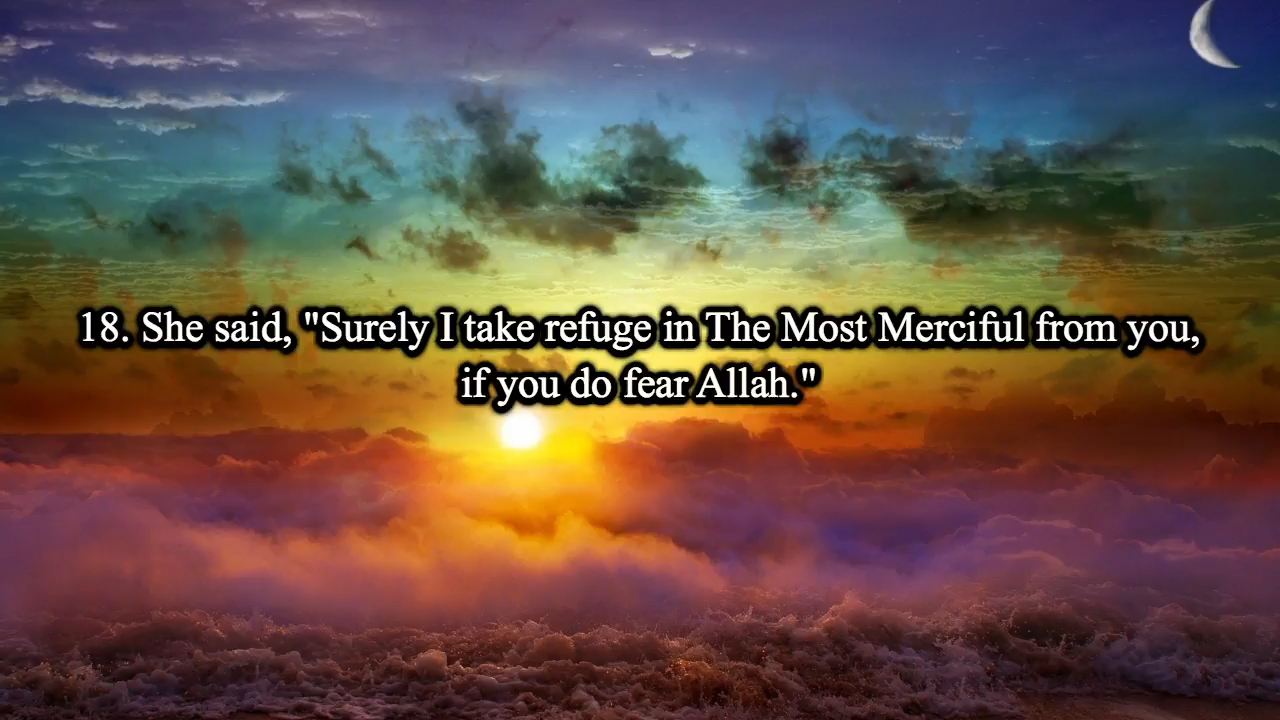 18. She said, "Surely I take refuge in The Most Merciful from you,
if you do fear Allah."